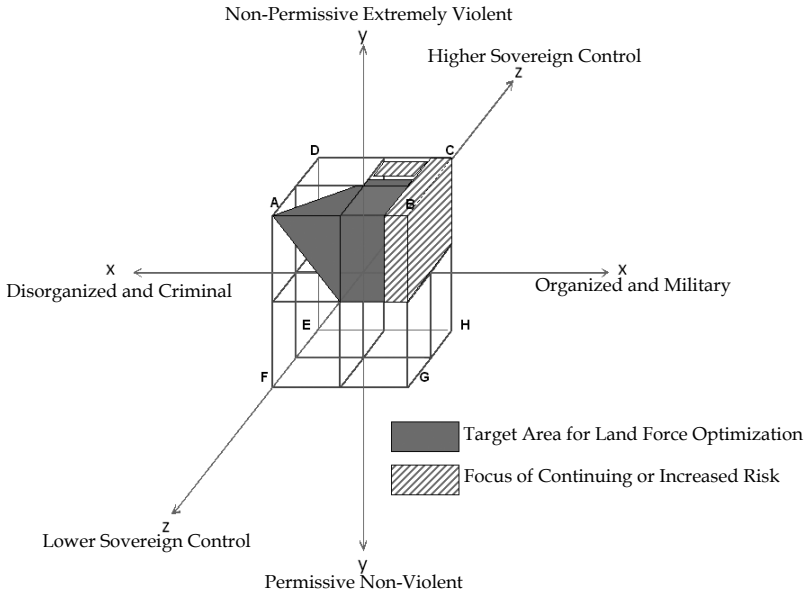 Non-Permissive Extremely Violent
y
Higher Sovereign Control
z
D
C
A
B
x
x
Disorganized and Criminal
Organized and Military
E
H
F
G
Target Area for Land Force Optimization
Focus of Continuing or Increased Risk
z
Lower Sovereign Control
y
Permissive Non-Violent